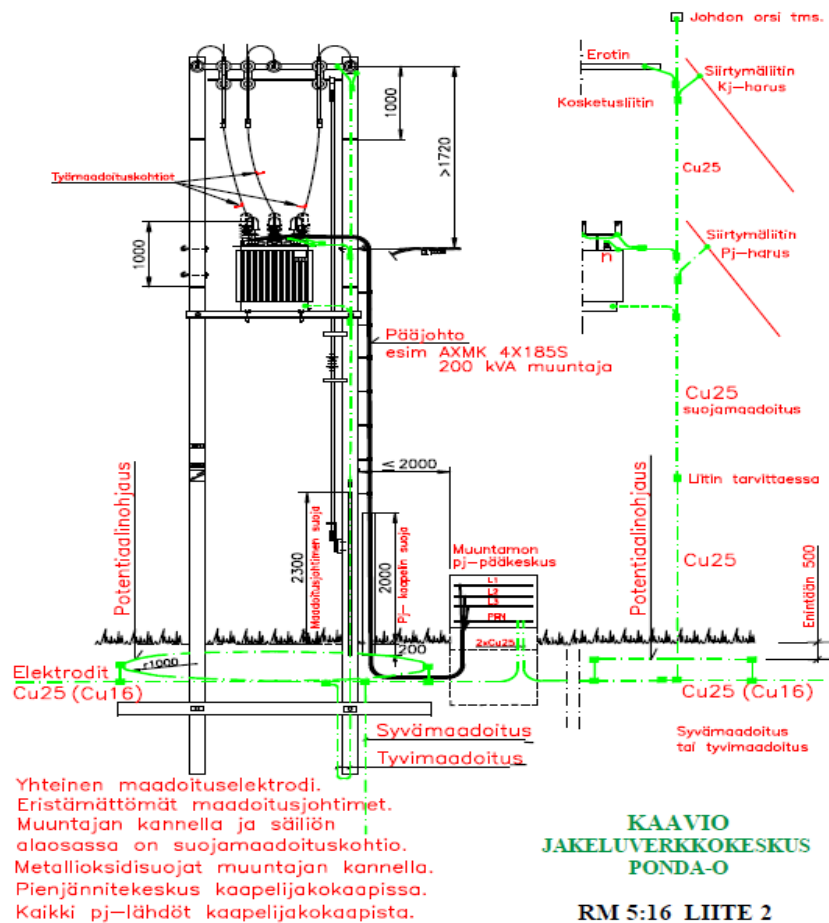 Johdon orsi tms.
Erotin
Siirtymäliitin
Kj-harus
Kosketusliitin
1000
>1720
Cu25
Työmaadoituskohtiot
1000
Siirtymäliitin
Pj-harus
n
Pääjohto
esim AXMK 4X185S
200 kVA muuntaja
Cu25
suojamaadoitus
≤ 2000
Liitin tarvittaessa
Potentiaalinohjaus
2300
Maadoitusjohtimen suoja
2000
Pj-kaapelin suoja
Muuntamon
pj-pääkeskus
L1
L2
L3
PEN
2xCu25
200
Potentiaalinohjaus
Cu25
Enintään 500
r1000
Elektrodit
Cu25 (Cu16)
Cu25 (Cu16)
Syvämaadoitus
Tyvimaadoitus
Syvämaadoitus
tai tyvimaadoitus
Yhteinen maadoituselektrodi.
Eristämättömät maadoitusjohtimet.
Muuntajan kannella ja säiliön
alaosassa on suojamaadoituskohtio.
Metallioksidisuojat muuntajan kannella.
Pienjännitekeskus kaapelijakokaapissa.
Kaikki pj-lähdöt kaapelijakokaapista.
KAAVIO
JAKELUVERKKOKESKUS
PONDA-O
RM 5:16 LIITE 2